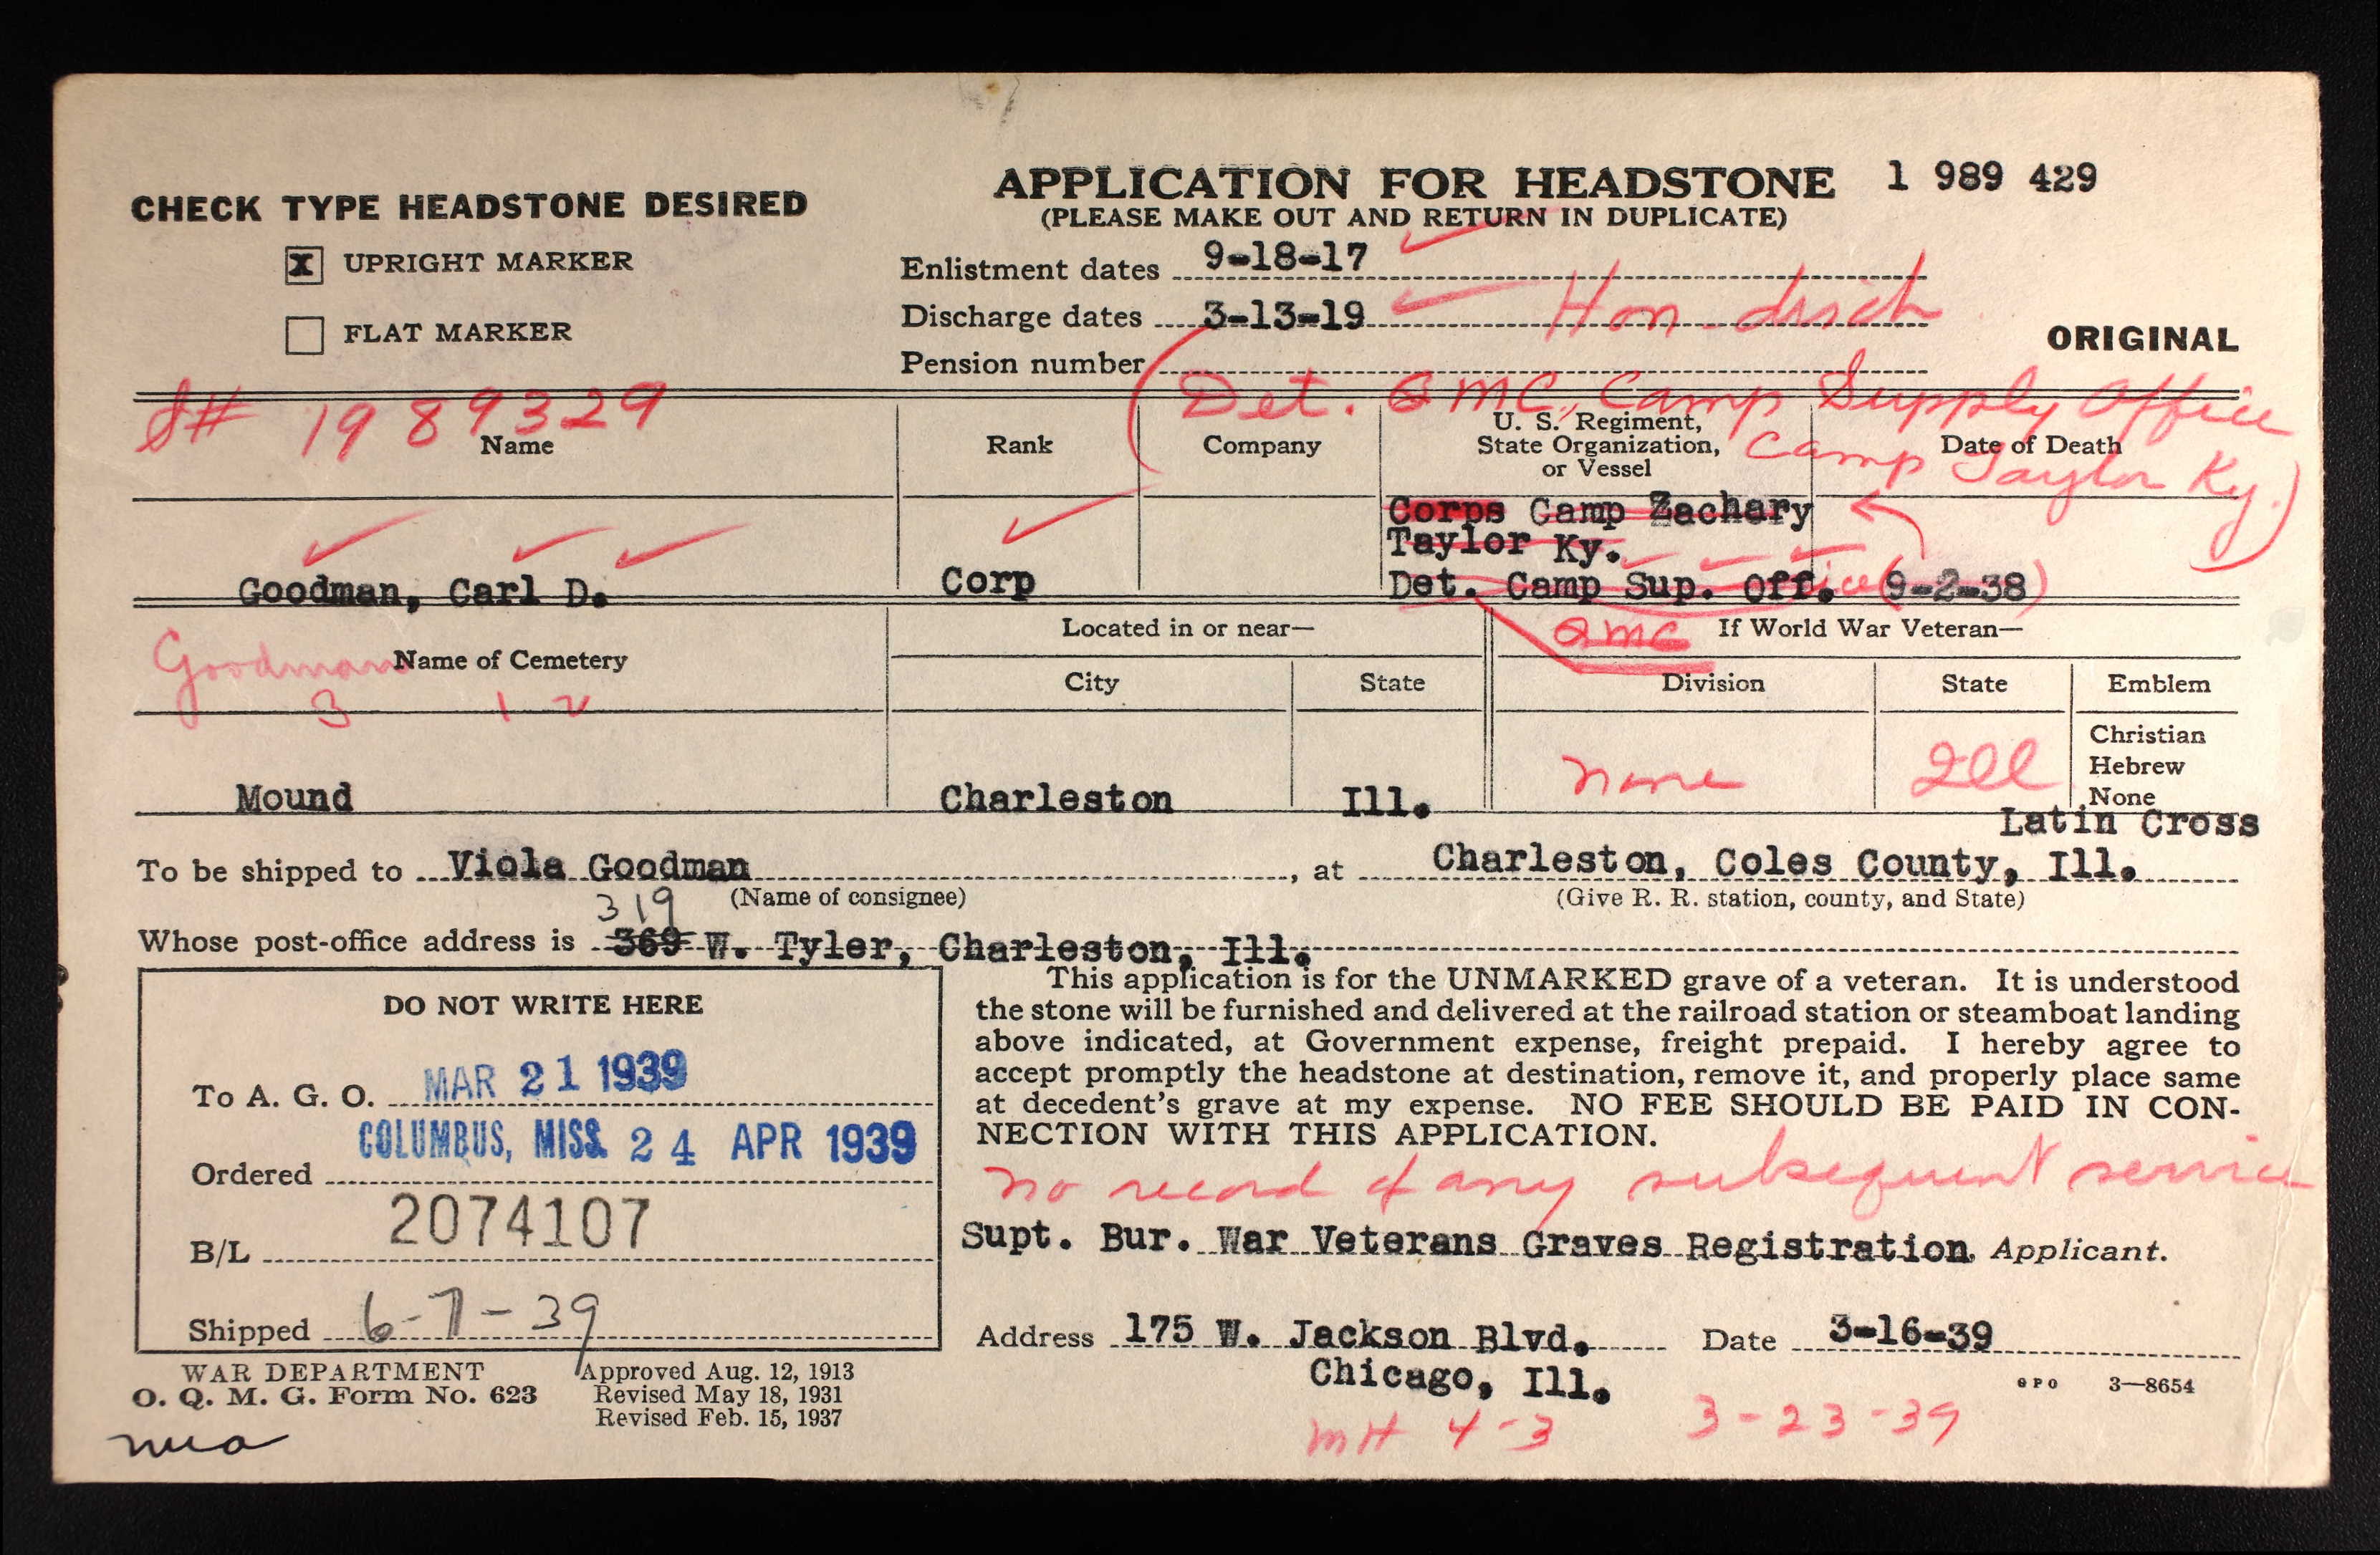 CHECK TYPE HEADSTONE DESIRED
X UPRIGHT MARKER
FLAT MARKER
APPLICATION FOR HEADSTONE 1 989 429
(PLEASE MAKE OUT AND RETURN IN DUPLICATE)
Enlistment dates 9-18-17
Discharge dates 3-13-19 Hon disch
Pension number
ORIGINAL
S# 1989329
(Det. QMC, Camp Supply Office
Camp Taylor Ky.)
Name
Rank
Company
U. S. Regiment,
State Organization,
or Vessel
Date of Death
Goodman, Carl D.
Corp
Corps Camp Zachary
Taylor Ky.
Det. Camp Sup. Off.ice (9-2-38)
QMC
Goodman
3 1 2
Name of Cemetery
Located in or near—
City
State
If World War Veteran—
Division
State
Emblem
Mound
Charleston
Ill.
none
Ill
Christian
Hebrew
None
Latin Cross
To be shipped to Viola Goodman, at Charleston, Coles County, Ill.
(Name of consignee) (Give R. R. station, county, and State)
319
Whose post-office address is 369 W. Tyler, Charleston, Ill.
DO NOT WRITE HERE
To A. G. O. MAR 21 1939
COLUMBUS, MISS. 24 APR 1939
Ordered
B/L 2074107
Shipped 6-7-39
This application is for the UNMARKED grave of a veteran. It is understood
the stone will be furnished and delivered at the railroad station or steamboat landing
above indicated, at Government expense, freight prepaid. I hereby agree to
accept promptly the headstone at destination, remove it, and properly place same
at decedent's grave at my expense. NO FEE SHOULD BE PAID IN CON-
NECTION WITH THIS APPLICATION.
no record of any subsequent service
Supt. Bur. War Veterans Graves Registration Applicant.
Address 175 W. Jackson Blvd. Date 3-16-39
Chicago, Ill.
WAR DEPARTMENT
O. Q. M. G. Form No. 623
Approved Aug. 12, 1913
Revised May 18, 1931
Revised Feb. 15, 1937
GPO 3—8654
MH 4-3 3-23-39